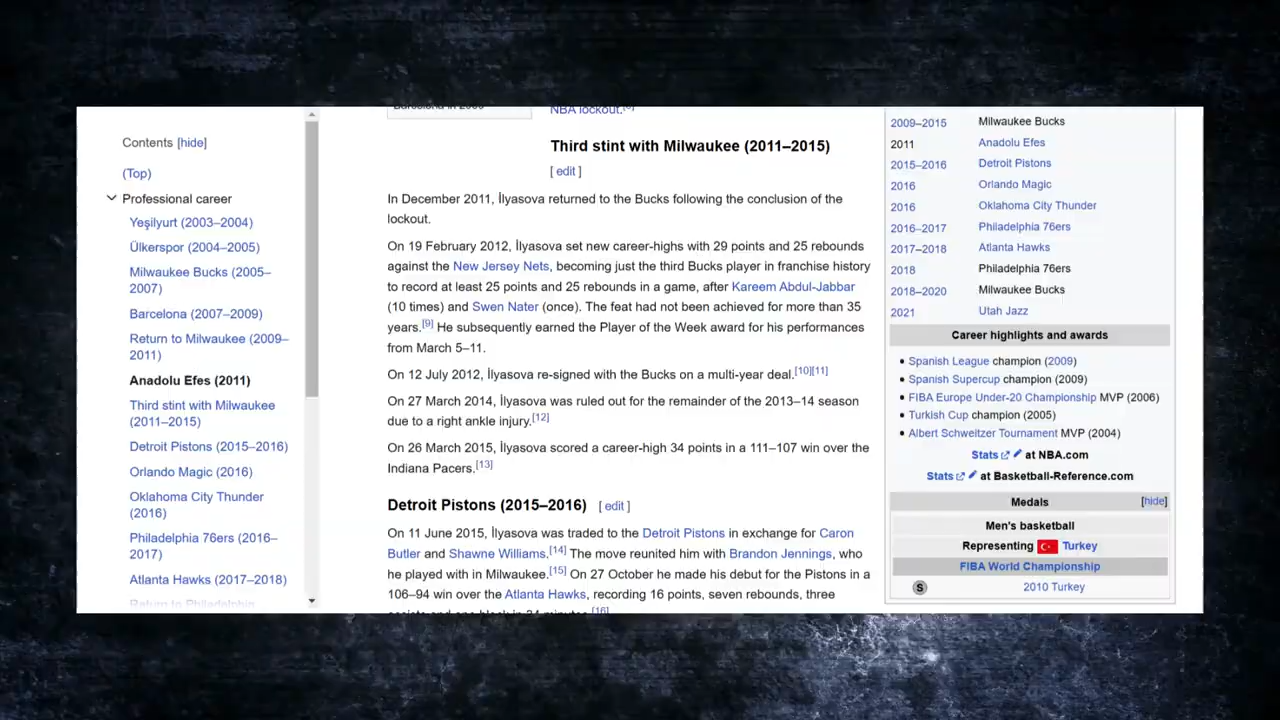 Contents [hide]
(Top)
Professional career
Yeşilyurt (2003–2004)
Ülkerspor (2004–2005)
Milwaukee Bucks (2005–
2007)
Barcelona (2007–2009)
Return to Milwaukee (2009–
2011)
Anadolu Efes (2011)
Third stint with Milwaukee
(2011–2015)
Detroit Pistons (2015–2016)
Orlando Magic (2016)
Oklahoma City Thunder
(2016)
Philadelphia 76ers (2016–
2017)
Atlanta Hawks (2017–2018)
Return to Philadelphia
Barcelona in 2009
NBA lockout.
Third stint with Milwaukee (2011–2015)
[ edit ]
In December 2011, İlyasova returned to the Bucks following the conclusion of the
lockout.
On 19 February 2012, İlyasova set new career-highs with 29 points and 25 rebounds
against the New Jersey Nets, becoming just the third Bucks player in franchise history
to record at least 25 points and 25 rebounds in a game, after Kareem Abdul-Jabbar
(10 times) and Swen Nater (once). The feat had not been achieved for more than 35
years.[9] He subsequently earned the Player of the Week award for his performances
from March 5–11.
On 12 July 2012, İlyasova re-signed with the Bucks on a multi-year deal.[10][11]
On 27 March 2014, İlyasova was ruled out for the remainder of the 2013–14 season
due to a right ankle injury.[12]
On 26 March 2015, İlyasova scored a career-high 34 points in a 111–107 win over the
Indiana Pacers.[13]
Detroit Pistons (2015–2016) [ edit ]
On 11 June 2015, İlyasova was traded to the Detroit Pistons in exchange for Caron
Butler and Shawne Williams.[14] The move reunited him with Brandon Jennings, who
he played with in Milwaukee.[15] On 27 October he made his debut for the Pistons in a
106–94 win over the Atlanta Hawks, recording 16 points, seven rebounds, three
assists and one block in 34 minutes.[16]
2009–2015 Milwaukee Bucks
2011 Anadolu Efes
2015–2016 Detroit Pistons
2016 Orlando Magic
2016 Oklahoma City Thunder
2016–2017 Philadelphia 76ers
2017–2018 Atlanta Hawks
2018 Philadelphia 76ers
2018–2020 Milwaukee Bucks
2021 Utah Jazz
Career highlights and awards
• Spanish League champion (2009)
• Spanish Supercup champion (2009)
• FIBA Europe Under-20 Championship MVP (2006)
• Turkish Cup champion (2005)
• Albert Schweitzer Tournament MVP (2004)
Stats at NBA.com
Stats at Basketball-Reference.com
Medals [hide]
Men's basketball
Representing Turkey
FIBA World Championship
S 2010 Turkey